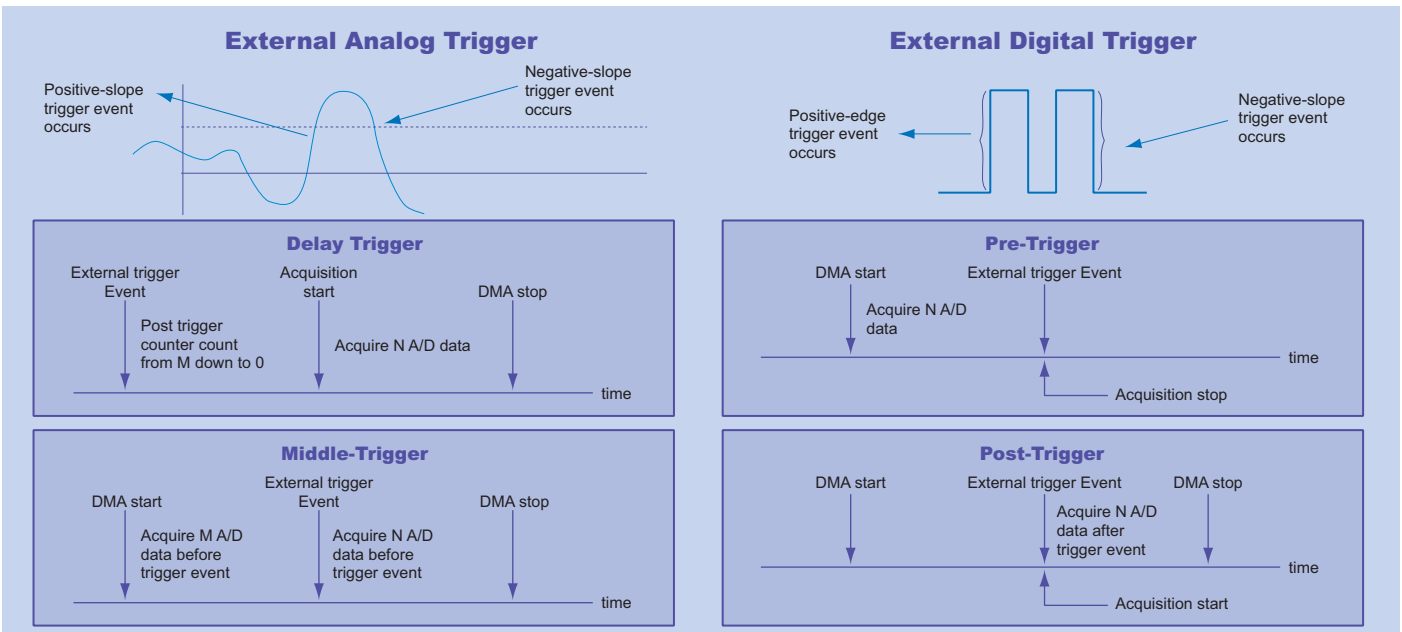 External Analog Trigger
Positive-slope
trigger event
occurs
Negative-slope
trigger event
occurs
External Digital Trigger
Positive-edge
trigger event
occurs
Negative-slope
trigger event
occurs
Delay Trigger
External trigger
Event
Acquisition
start
DMA stop
Post trigger
counter count
from M down to 0
Acquire N A/D data
time
Pre-Trigger
DMA start
External trigger Event
Acquire N A/D
data
time
Acquisition stop
Middle-Trigger
DMA start
External trigger
Event
DMA stop
Acquire M A/D
data before
trigger event
Acquire N A/D
data before
trigger event
time
Post-Trigger
DMA start
External trigger Event
DMA stop
Acquire N A/D
data after
trigger event
time
Acquisition start